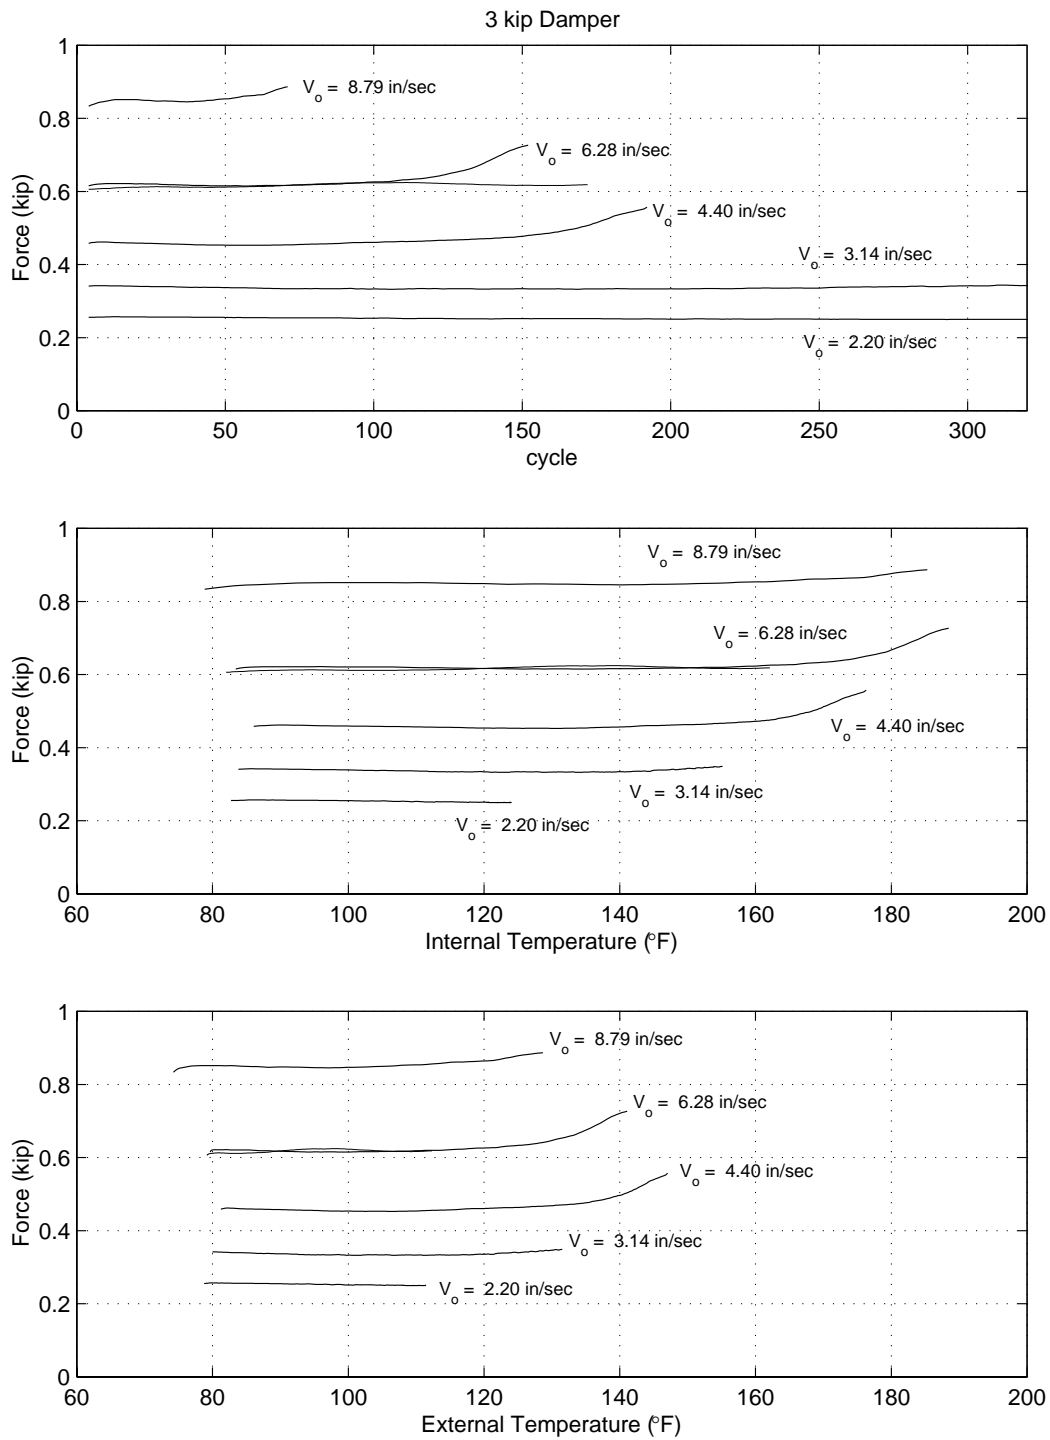 3 kip Damper
1
0.8
0.6
0.4
0.2
0
Force (kip)
V_o = 8.79 in/sec
V_o = 6.28 in/sec
V_o = 4.40 in/sec
V_o = 3.14 in/sec
V_o = 2.20 in/sec
0 50 100 150 200 250 300
cycle
1
0.8
0.6
0.4
0.2
0
Force (kip)
V_o = 8.79 in/sec
V_o = 6.28 in/sec
V_o = 4.40 in/sec
V_o = 3.14 in/sec
V_o = 2.20 in/sec
60 80 100 120 140 160 180 200
Internal Temperature (°F)
1
0.8
0.6
0.4
0.2
0
Force (kip)
V_o = 8.79 in/sec
V_o = 6.28 in/sec
V_o = 4.40 in/sec
V_o = 3.14 in/sec
V_o = 2.20 in/sec
60 80 100 120 140 160 180 200
External Temperature (°F)